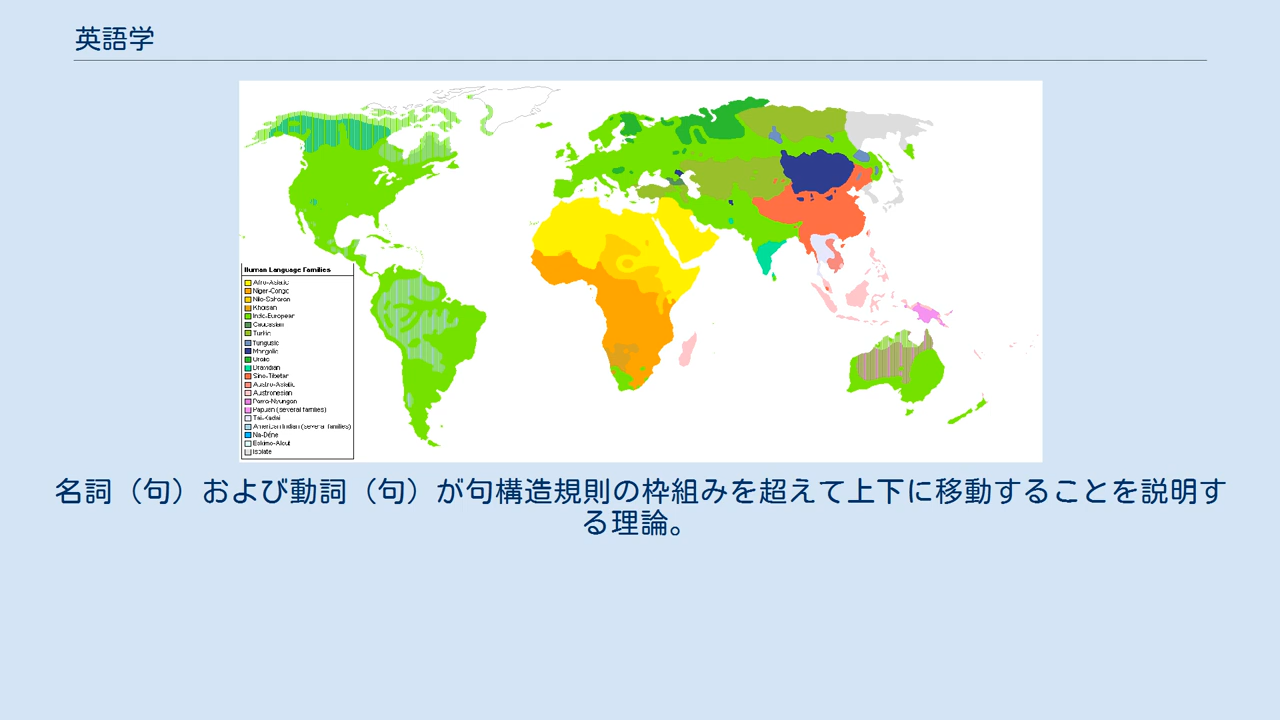 英語学
Human Language Families
Afro-Asiatic
Niger-Congo
Nilo-Saharan
Khoisan
Indo-European
Caucasian
Turkic
Tungusic
Mongolic
Uralic
Dravidian
Sino-Tibetan
Austro-Asiatic
Austronesian
Pama-Nyungan
Papuan (several families)
Tai-Kadai
American Indian (several families)
Na-Dene
Eskimo-Aleut
Isolate
名詞（句）および動詞（句）が句構造規則の枠組みを超えて上下に移動することを説明す
る理論。